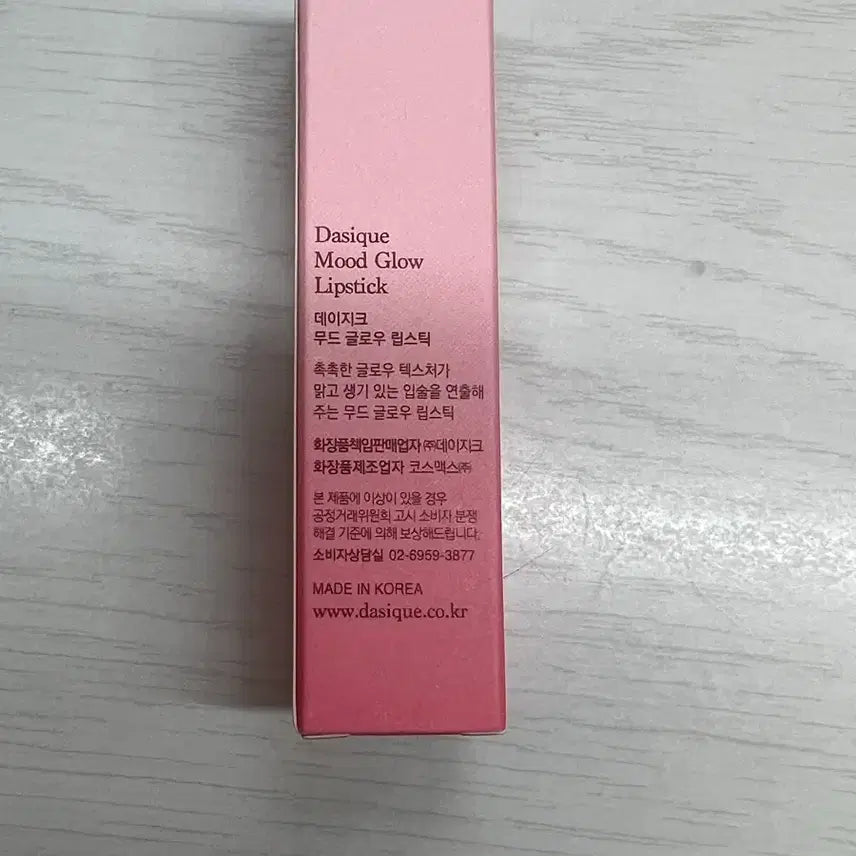 Dasique
Mood Glow
Lipstick
데이지크
무드 글로우 립스틱
촉촉한 글로우 텍스처가
맑고 생기 있는 입술을 연출해
주는 무드 글로우 립스틱
화장품책임판매업자 ㈜데이지크
화장품제조업자 코스맥스㈜
본 제품에 이상이 있을 경우
공정거래위원회 고시 소비자 분쟁
해결 기준에 의해 보상해드립니다.
소비자상담실 02-6959-3877
MADE IN KOREA
www.dasique.co.kr